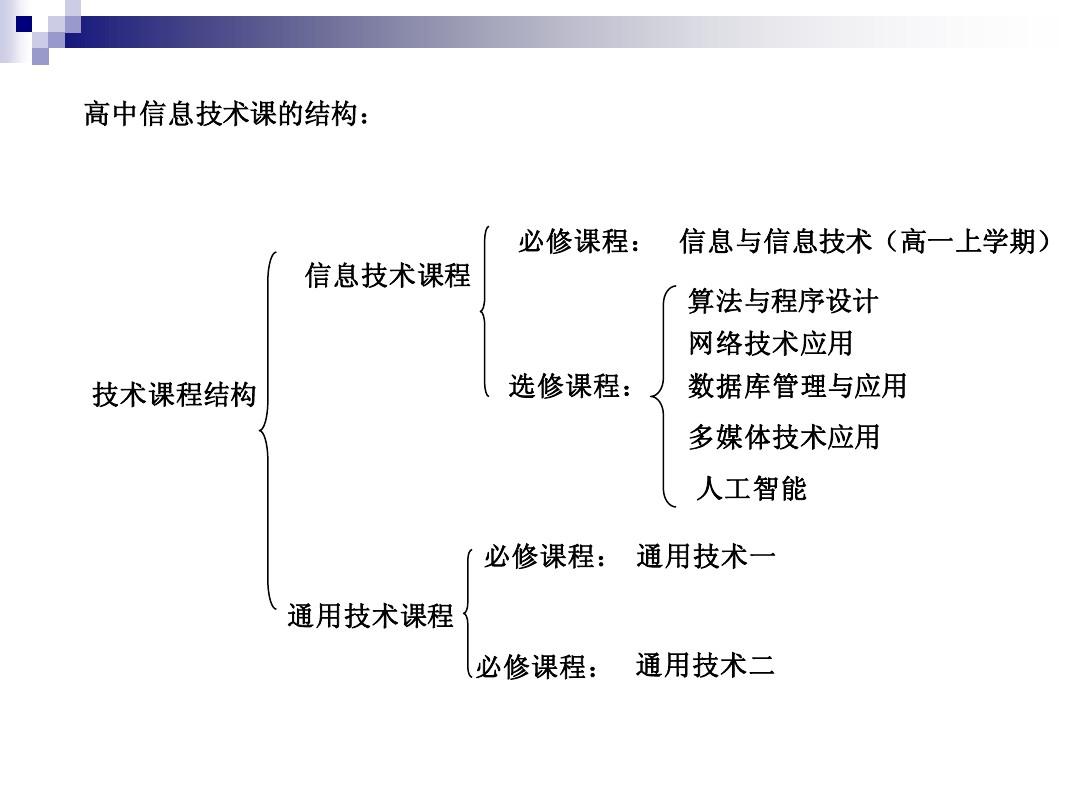 高中信息技术课的结构：
必修课程： 信息与信息技术（高一上学期）
信息技术课程
算法与程序设计
网络技术应用
技术课程结构
选修课程： 数据库管理与应用
多媒体技术应用
人工智能
必修课程： 通用技术一
通用技术课程
必修课程： 通用技术二